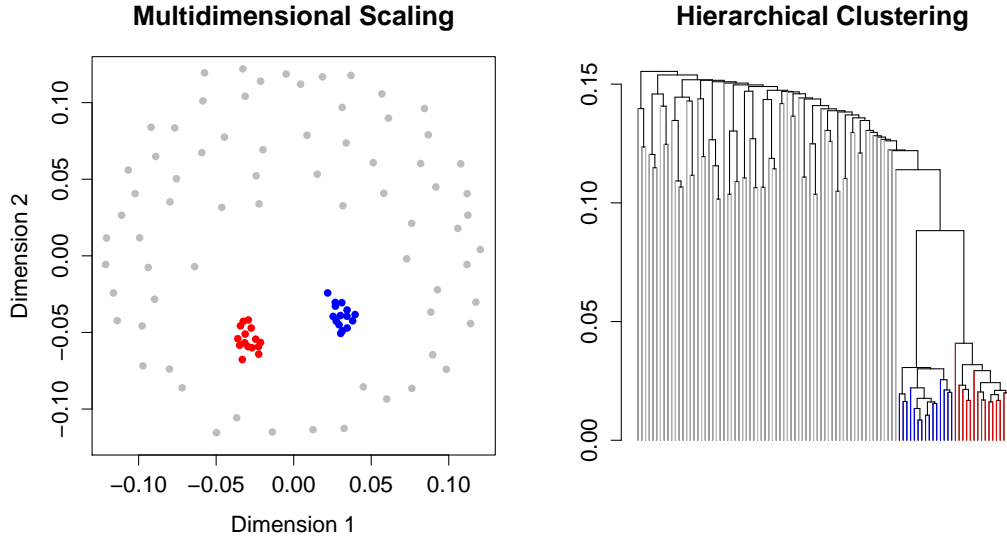 Multidimensional Scaling
Dimension 2
0.10
0.05
0.00
−0.05
−0.10
−0.10 −0.05 0.00 0.05 0.10
Dimension 1
Hierarchical Clustering
0.15
0.10
0.05
0.00